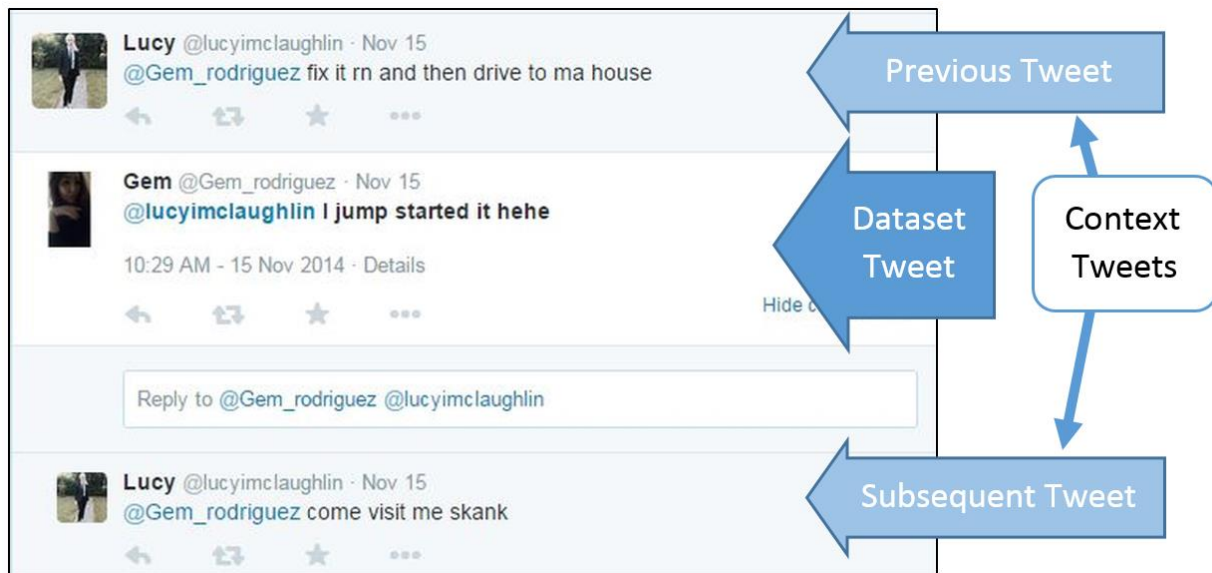 Lucy @lucyimclaughlin · Nov 15
@Gem_rodriguez fix it rn and then drive to ma house
Previous Tweet
Gem @Gem_rodriguez · Nov 15
@lucyimclaughlin I jump started it hehe
10:29 AM - 15 Nov 2014 · Details
Hide
Dataset
Tweet
Context
Tweets
Reply to @Gem_rodriguez @lucyimclaughlin
Lucy @lucyimclaughlin · Nov 15
@Gem_rodriguez come visit me skank
Subsequent Tweet